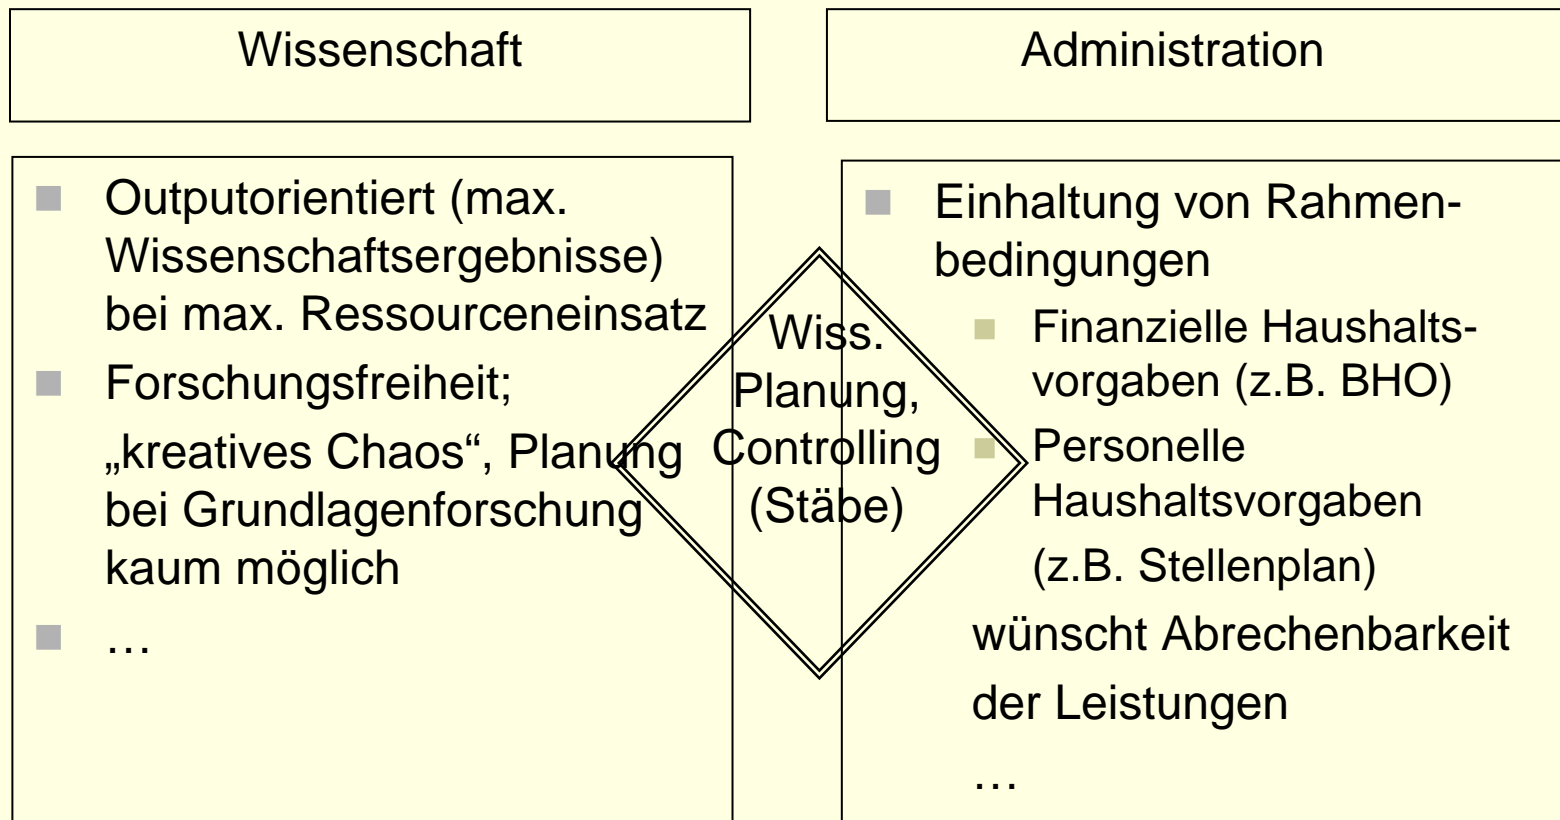 Wissenschaft
Administration
Outputorientiert (max.
Wissenschaftsergebnisse)
bei max. Ressourceneinsatz
Forschungsfreiheit;
„kreatives Chaos“, Planung
bei Grundlagenforschung
kaum möglich
…
Wiss.
Planung,
Controlling
(Stäbe)
Einhaltung von Rahmen-
bedingungen
Finanzielle Haushalts-
vorgaben (z.B. BHO)
Personelle
Haushaltsvorgaben
(z.B. Stellenplan)
wünscht Abrechenbarkeit
der Leistungen
…